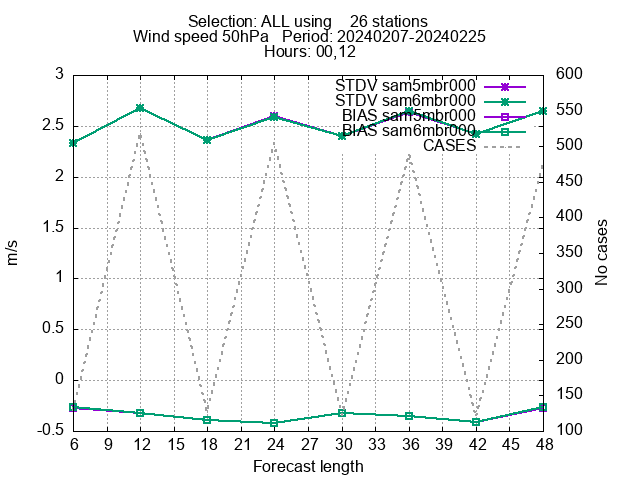 Selection: ALL using    26 stations
Wind speed 50hPa   Period: 20240207-20240225
Hours: 00,12
3
2.5
2
1.5
1
0.5
0
-0.5
m/s
600
550
500
450
400
350
300
250
200
150
100
No cases
STDV sam5mbr000
STDV sam6mbr000
BIAS sam5mbr000
BIAS sam6mbr000
CASES
6 9 12 15 18 21 24 27 30 33 36 39 42 45 48
Forecast length